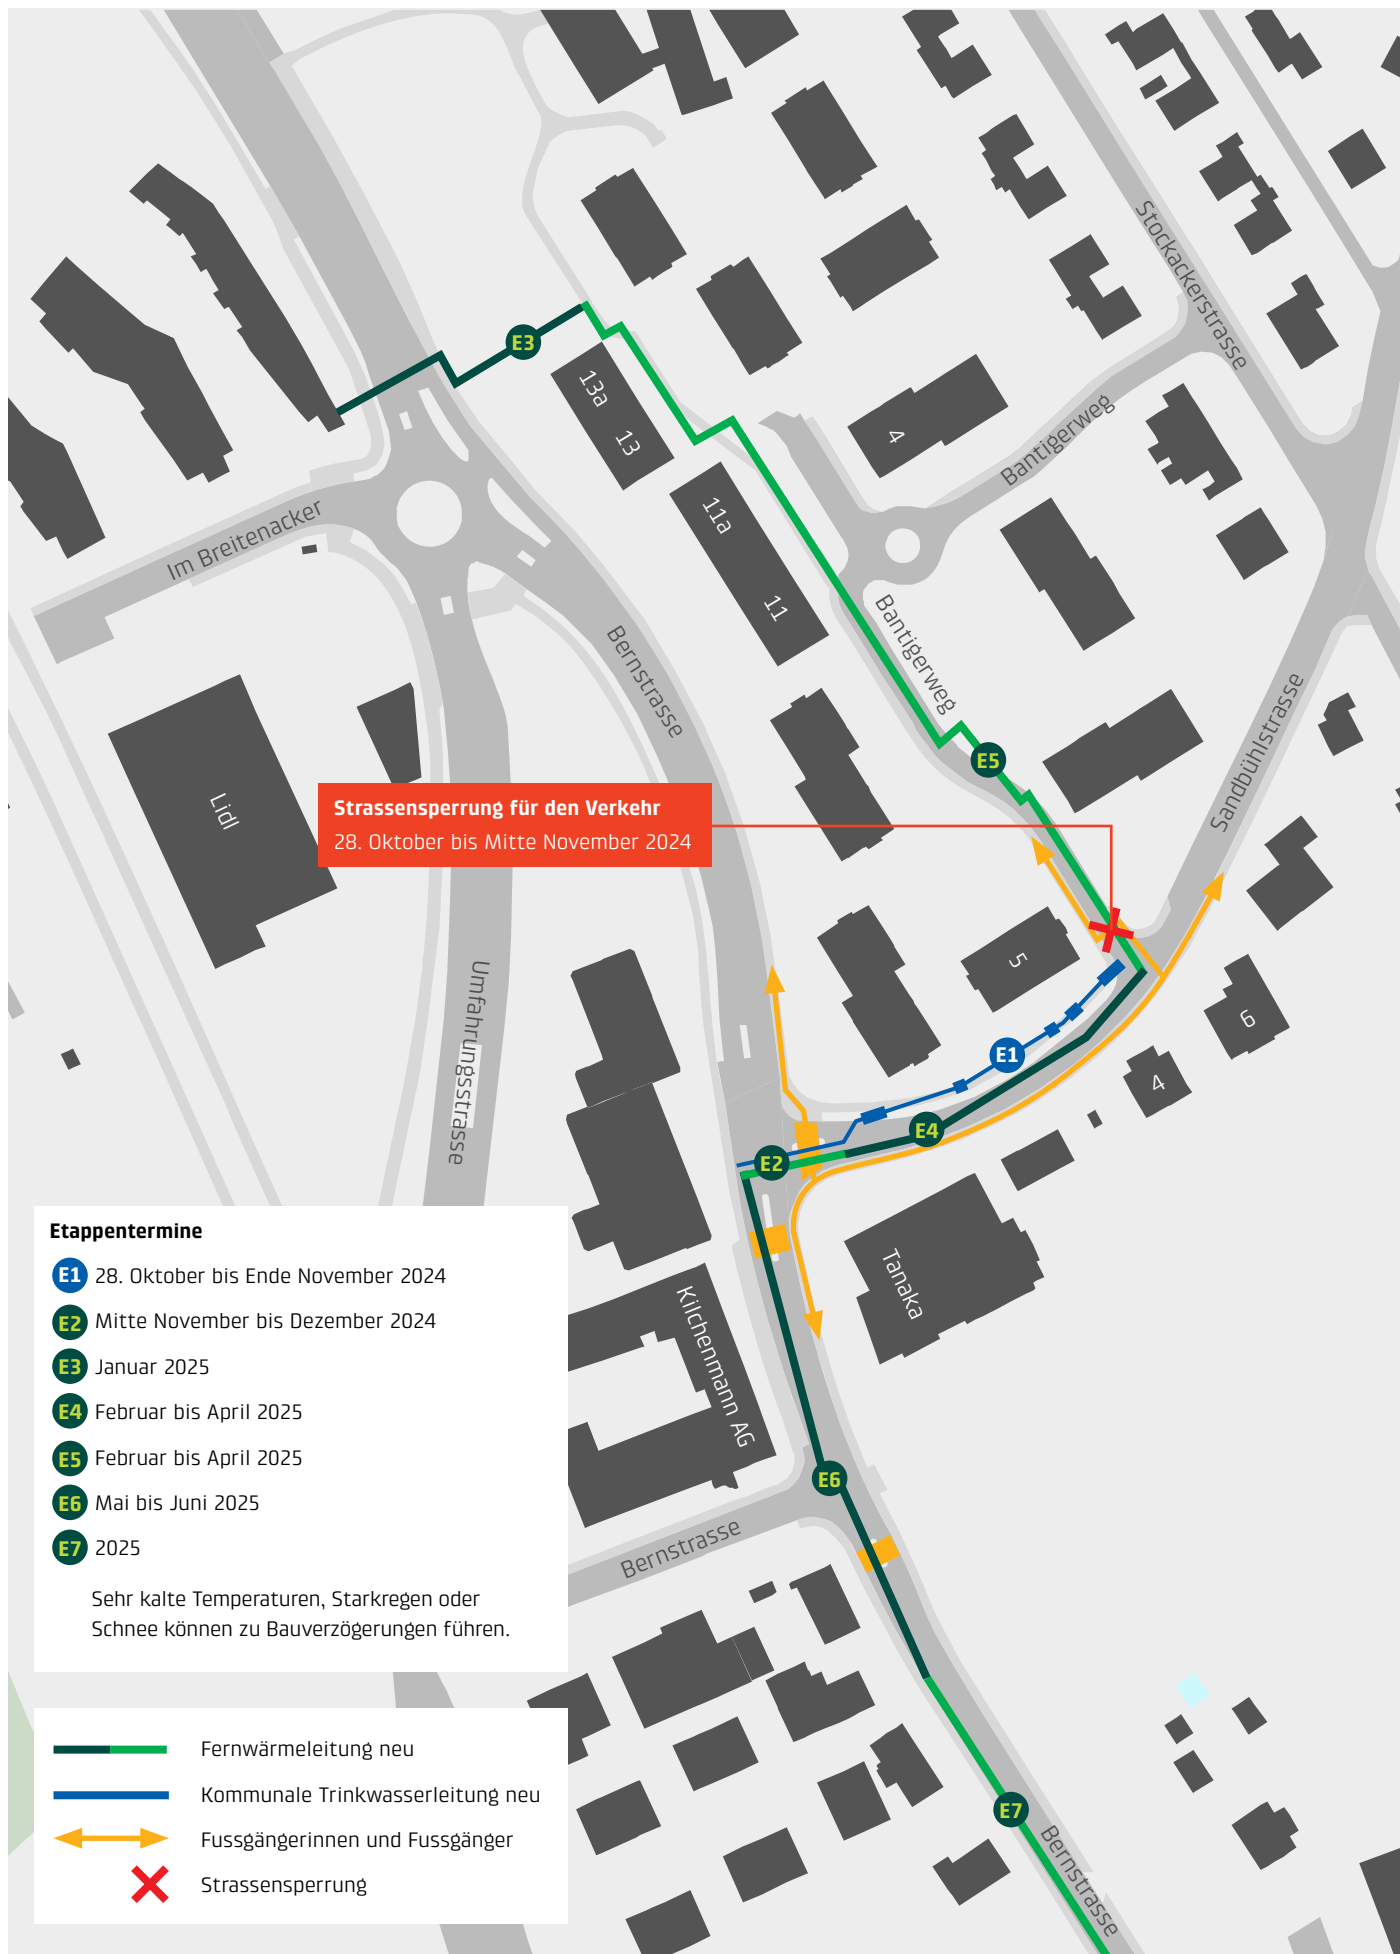 Stockackerstrasse
E3
13a
13
4
Bantigerweg
11a
11
Im Breitenacker
Bernstrasse
Bantigerweg
E5
Sandbühlstrasse
Lidl
Strassensperrung für den Verkehr
28. Oktober bis Mitte November 2024
5
6
Umfahrungsstrasse
E1
4
E4
E2
Tanaka
Kilchenmann AG
E6
Bernstrasse
E7
Bernstrasse
Etappentermine
E1 28. Oktober bis Ende November 2024
E2 Mitte November bis Dezember 2024
E3 Januar 2025
E4 Februar bis April 2025
E5 Februar bis April 2025
E6 Mai bis Juni 2025
E7 2025
Sehr kalte Temperaturen, Starkregen oder
Schnee können zu Bauverzögerungen führen.
Fernwärmeleitung neu
Kommunale Trinkwasserleitung neu
Fussgängerinnen und Fussgänger
Strassensperrung